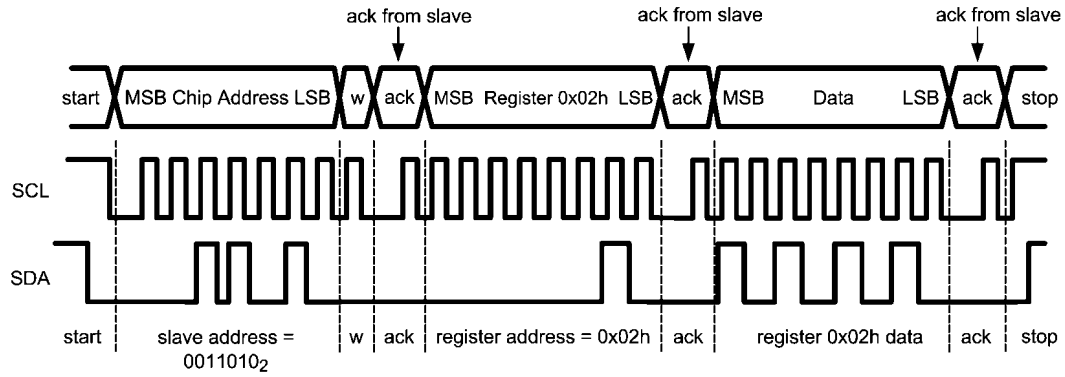 ack from slave ack from slave ack from slave
start MSB Chip Address LSB w ack MSB Register 0x02h LSB ack MSB Data LSB ack stop
SCL
SDA
start slave address = 0011010₂ w ack register address = 0x02h ack register 0x02h data ack stop